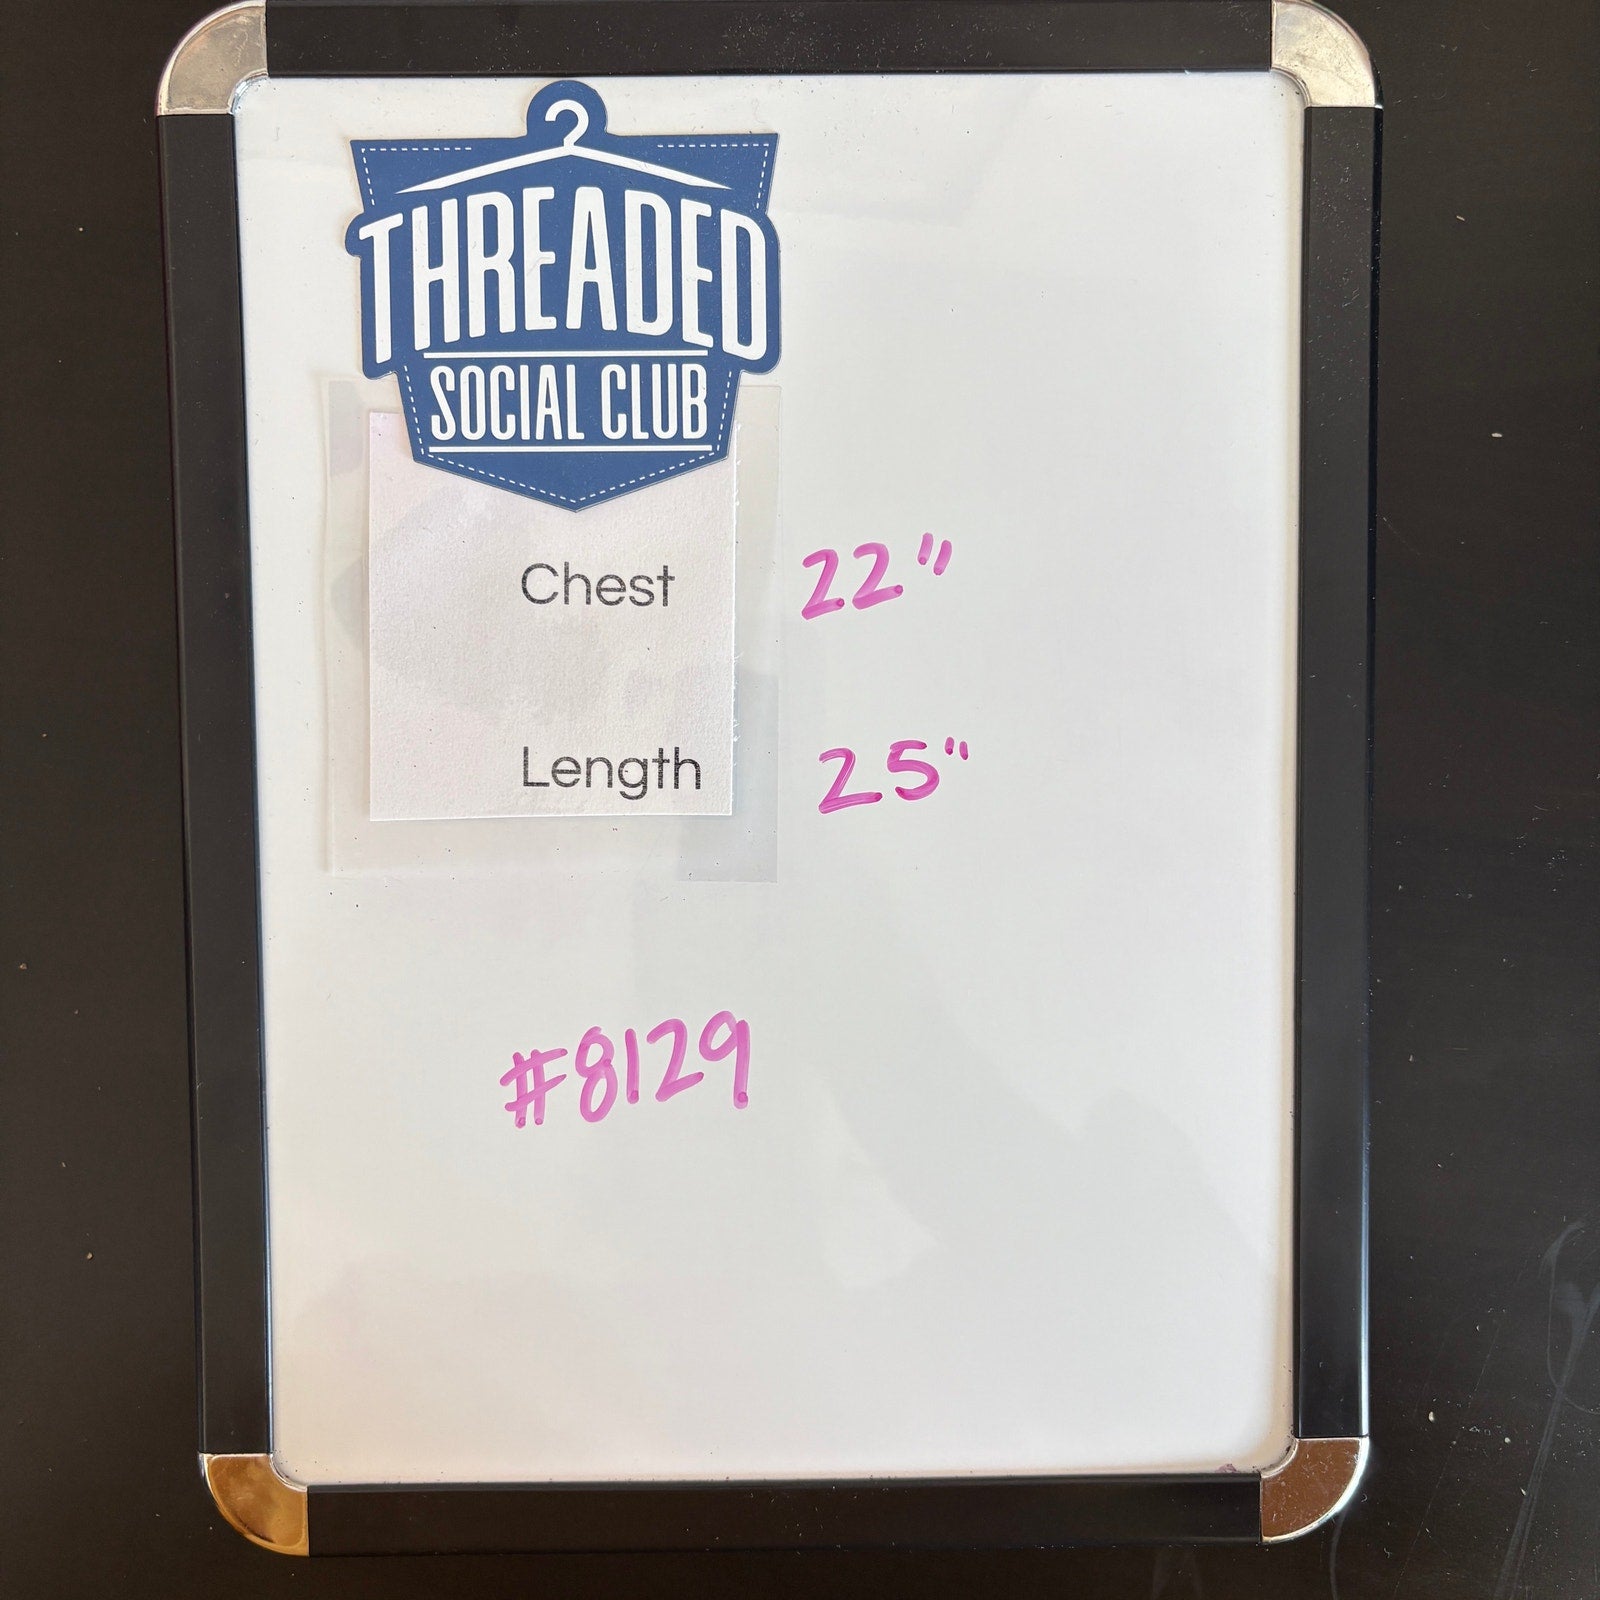 THREADED
SOCIAL CLUB
Chest 22"
Length 25"
#8129